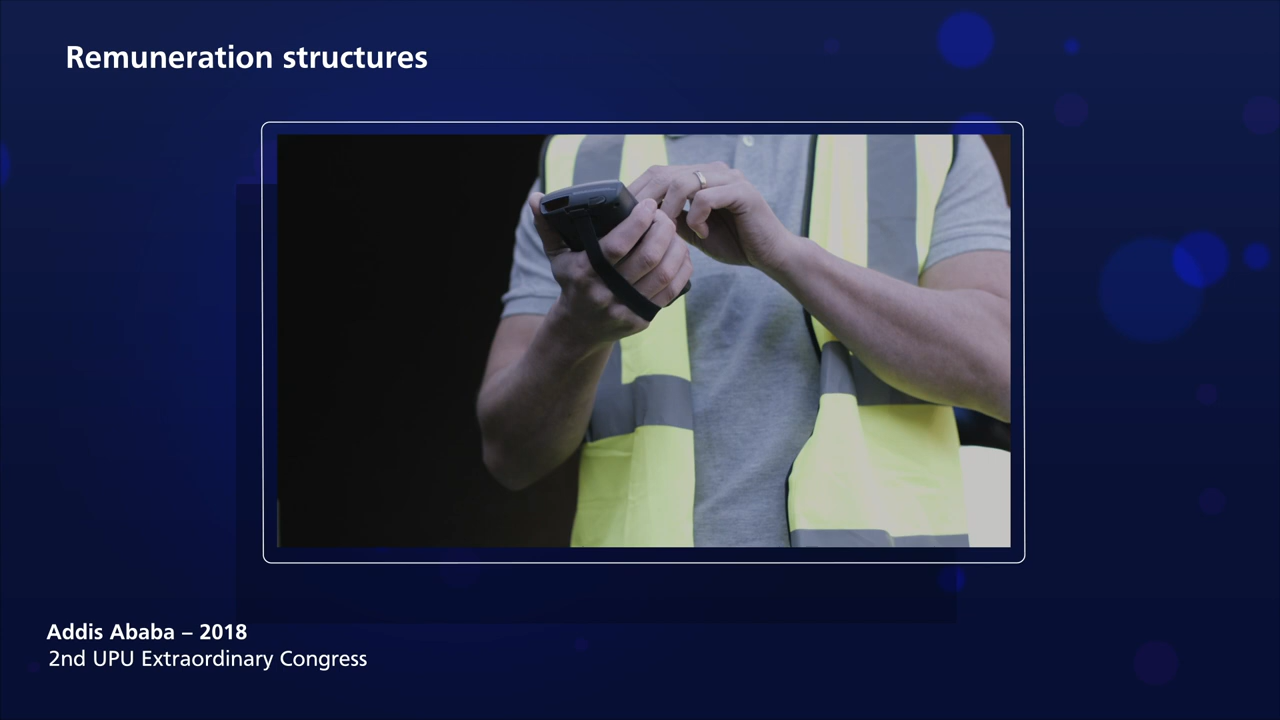 Remuneration structures
Addis Ababa – 2018
2nd UPU Extraordinary Congress